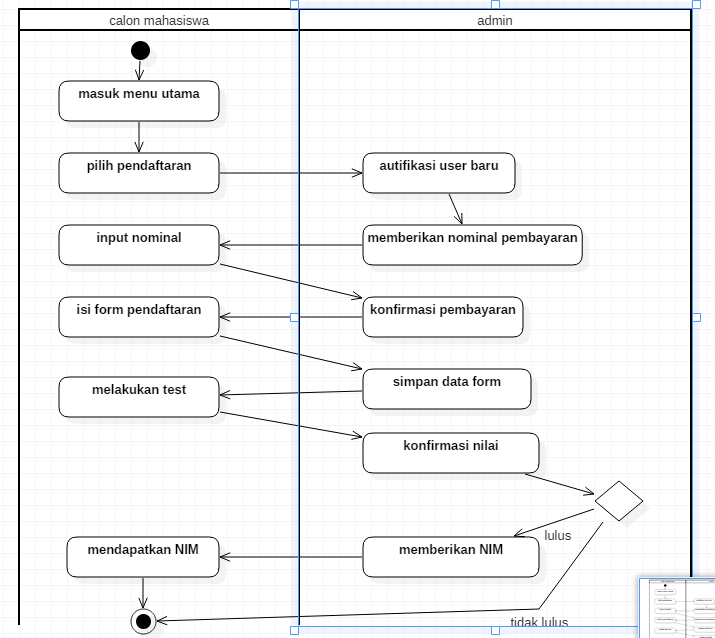 calon mahasiswa
admin
masuk menu utama
pilih pendaftaran
autifikasi user baru
input nominal
memberikan nominal pembayaran
isi form pendaftaran
konfirmasi pembayaran
melakukan test
simpan data form
konfirmasi nilai
lulus
mendapatkan NIM
memberikan NIM
tidak lulus